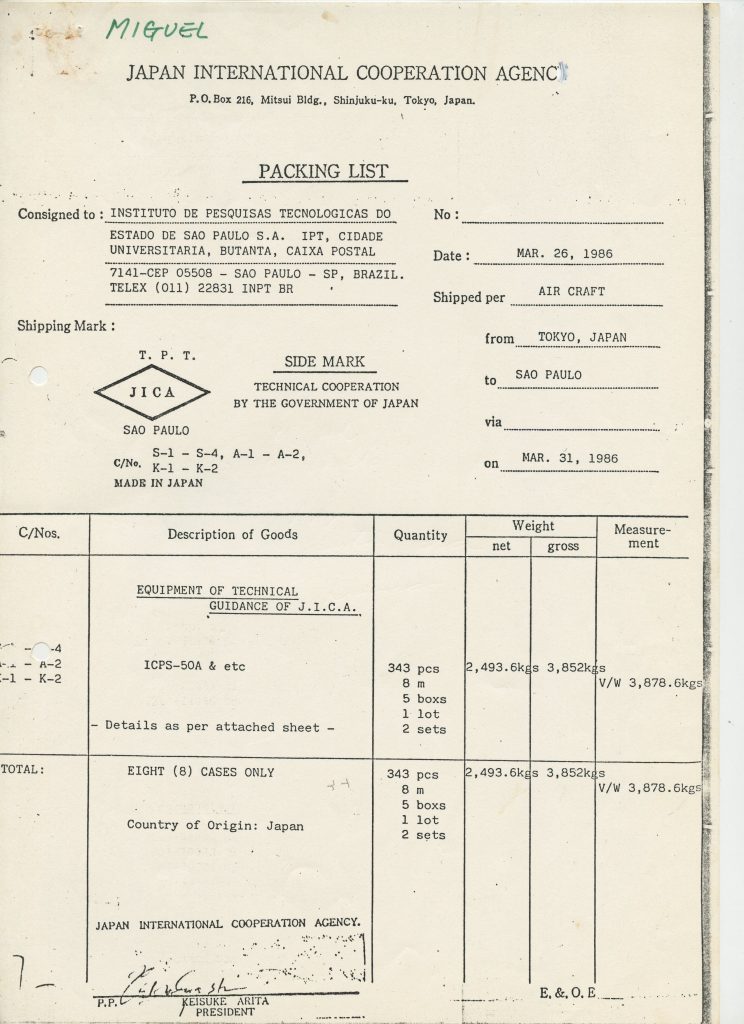 MIGUEL
JAPAN INTERNATIONAL COOPERATION AGENC
P.O.Box 216, Mitsui Bldg., Shinjuku-ku, Tokyo, Japan.
PACKING LIST
Consigned to : INSTITUTO DE PESQUISAS TECNOLOGICAS DO
ESTADO DE SAO PAULO S.A. IPT, CIDADE
UNIVERSITARIA, BUTANTA, CAIXA POSTAL
7141-CEP 05508 - SAO PAULO - SP, BRAZIL.
TELEX (011) 22831 INPT BR
No :
Date : MAR. 26, 1986
Shipped per AIR CRAFT
from TOKYO, JAPAN
to SAO PAULO
via
on MAR. 31, 1986
Shipping Mark :
T. P. T.
JICA
SAO PAULO
C/No. S-1 - S-4, A-1 - A-2,
K-1 - K-2
MADE IN JAPAN
SIDE MARK
TECHNICAL COOPERATION
BY THE GOVERNMENT OF JAPAN
C/Nos. Description of Goods Quantity Weight Measure-
net gross ment
EQUIPMENT OF TECHNICAL
GUIDANCE OF J.I.C.A.
-4 ICPS-50A & etc 343 pcs 2,493.6kgs 3,852kgs
-1 - A-2 8 m V/W 3,878.6kgs
-1 - K-2 5 boxs
1 lot
- Details as per attached sheet - 2 sets
TOTAL: EIGHT (8) CASES ONLY 343 pcs 2,493.6kgs 3,852kgs
8 m V/W 3,878.6kgs
5 boxs
1 lot
Country of Origin: Japan 2 sets
JAPAN INTERNATIONAL COOPERATION AGENCY.
P.P. KEISUKE ARITA
PRESIDENT
E. &. O. E